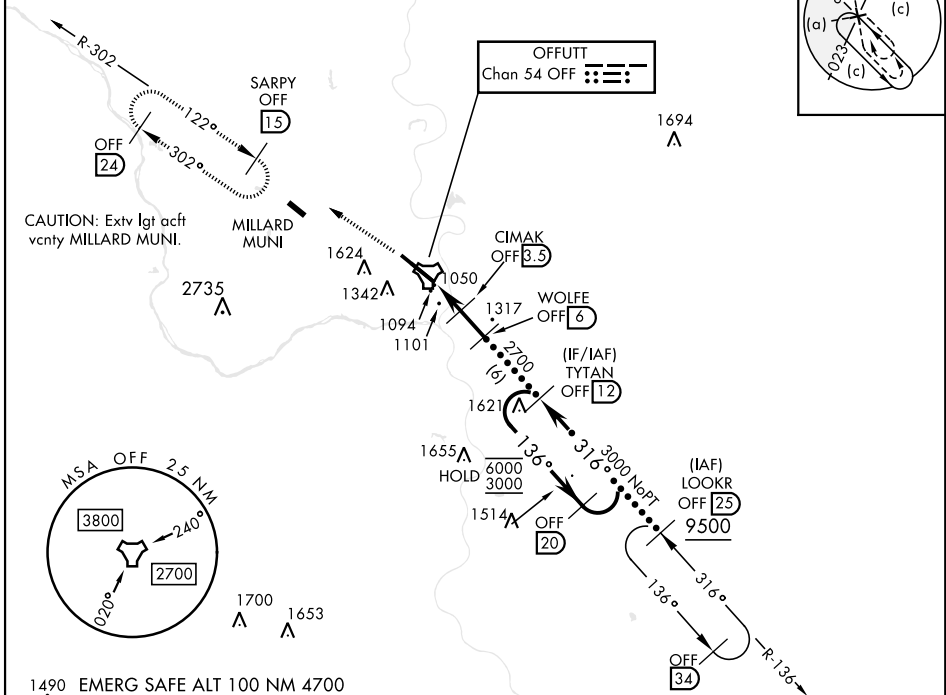 (a)
(c)
023
(c)
R-302
OFFUTT
Chan 54 OFF
SARPY
OFF
15
122°
302°
OFF
24
1694
CAUTION: Extv lgt acft
vcnty MILLARD MUNI.
MILLARD
MUNI
CIMAK
OFF 3.5
1624
1342
1050
2735
1094
1101
1317
WOLFE
OFF 6
2700
(6)
(IF/IAF)
TYTAN
OFF 12
1621
136°
316°
3000 NoPT
1655
HOLD 6000
3000
(IAF)
LOOKR
OFF 25
9500
1514
OFF
20
MSA OFF 25 NM
3800
240°
2700
020°
136°
316°
1700
1653
OFF
34
R-136
1490 EMERG SAFE ALT 100 NM 4700